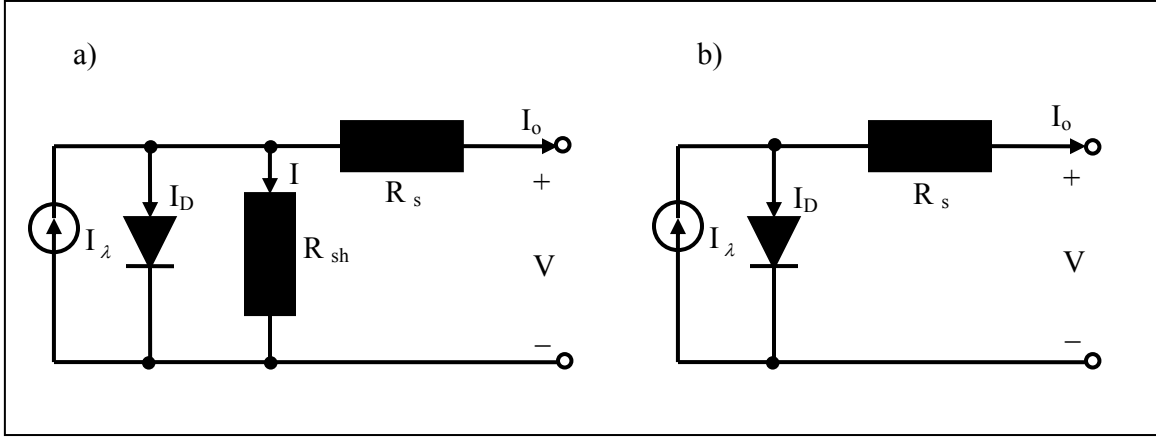 a)
I_o
I
R_s
+
I_D
I_λ
R_sh
V
−
b)
I_o
R_s
+
I_D
I_λ
V
−